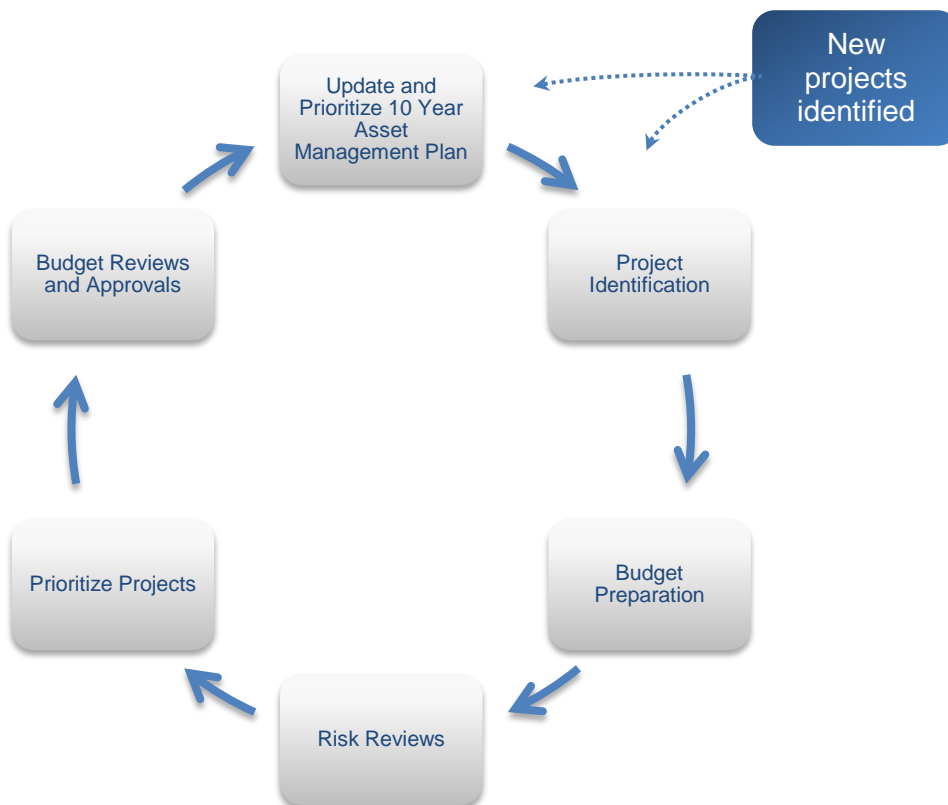 New
projects
identified
Update and
Prioritize 10 Year
Asset
Management Plan
Budget Reviews
and Approvals
Project
Identification
Prioritize Projects
Budget
Preparation
Risk Reviews